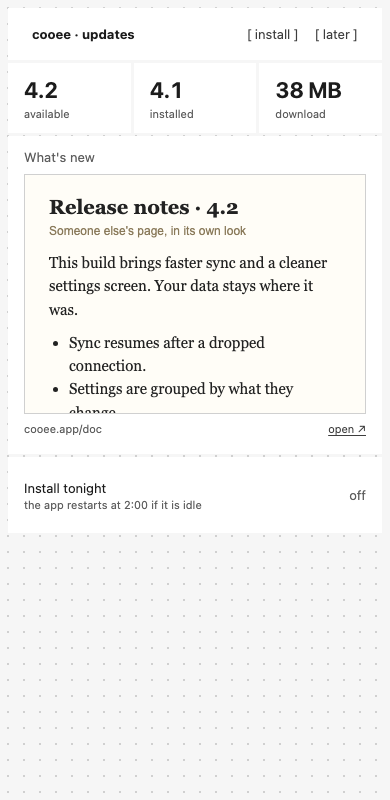 cooee · updates
[ install ] [ later ]
4.2
available
4.1
installed
38 MB
download
What's new
Release notes · 4.2
Someone else's page, in its own look
This build brings faster sync and a cleaner
settings screen. Your data stays where it
was.
• Sync resumes after a dropped
connection.
• Settings are grouped by what they
change.
cooee.app/doc
open ↗
Install tonight
the app restarts at 2:00 if it is idle
off